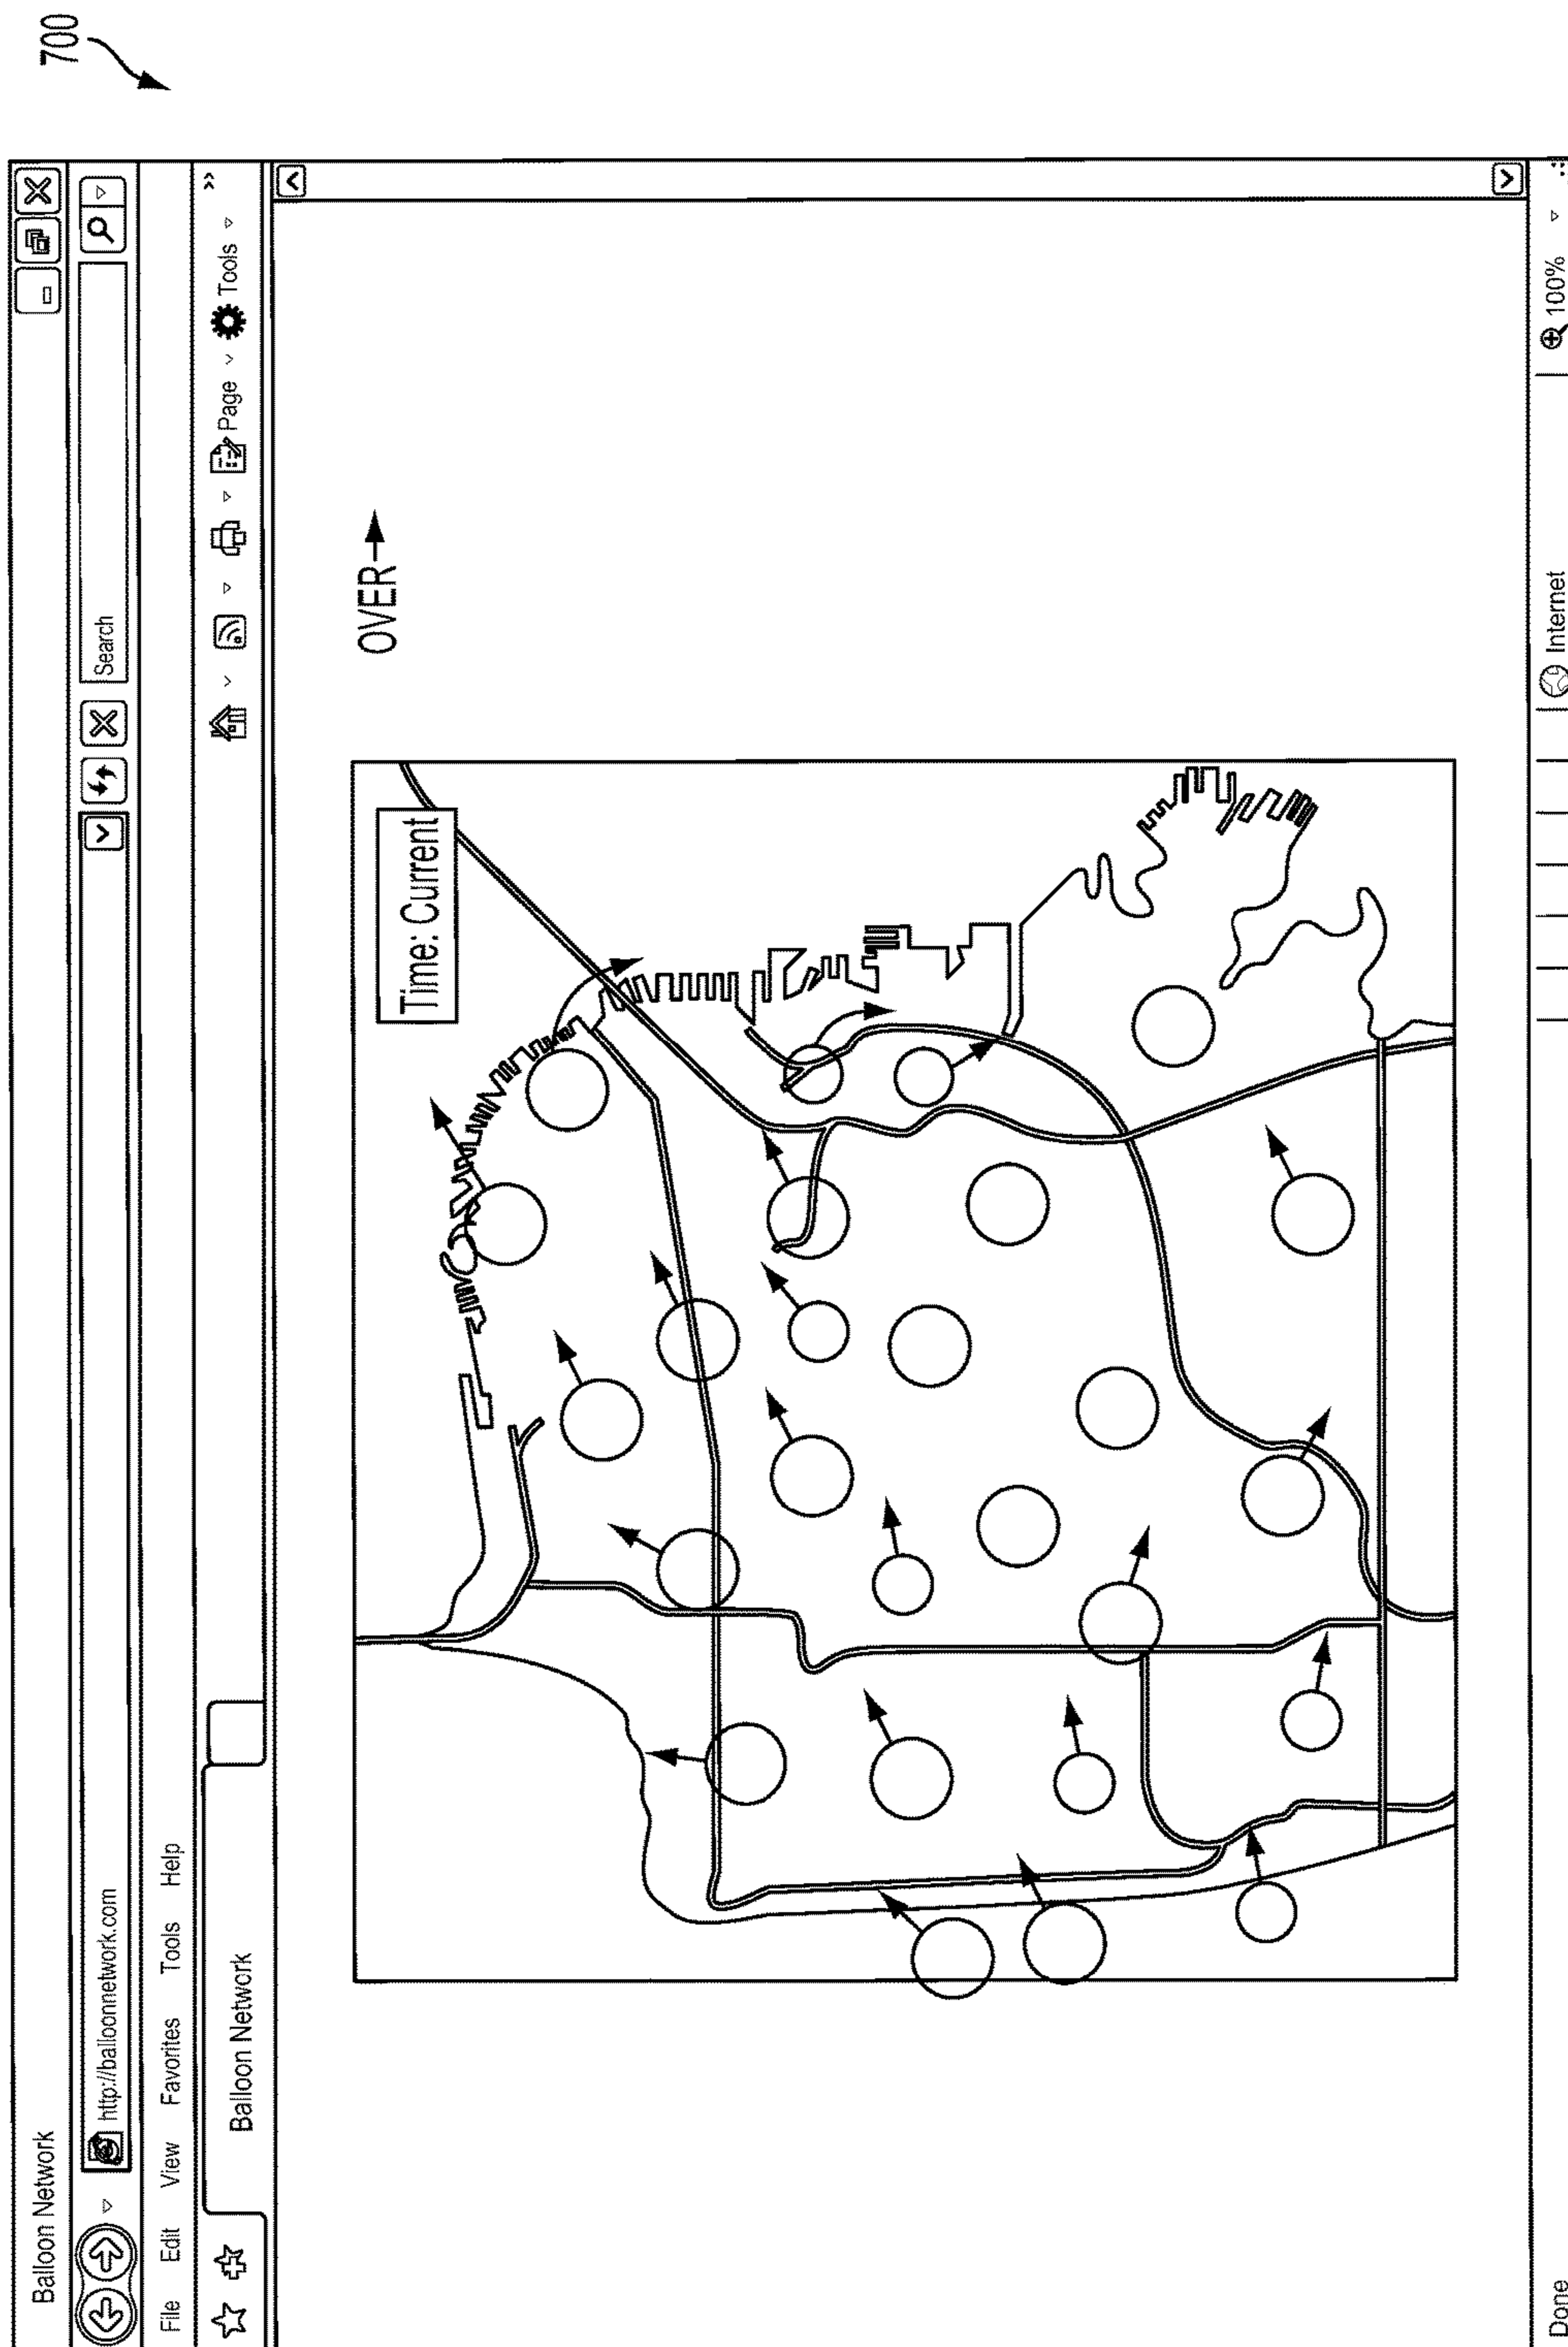 700
Balloon Network
http://balloonnetwork.com
Search
File Edit View Favorites Tools Help
Balloon Network
Page Tools
OVER
Time: Current
Done
Internet
100%